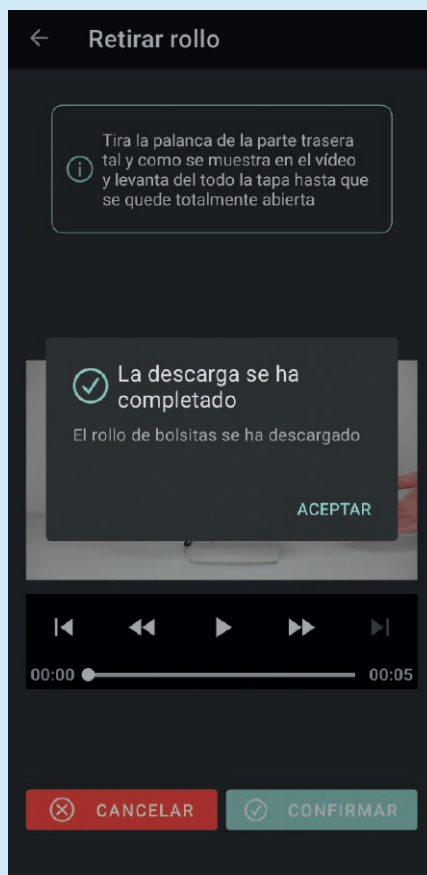 Retirar rollo
Tira la palanca de la parte trasera
tal y como se muestra en el vídeo
y levanta del todo la tapa hasta que
se quede totalmente abierta
La descarga se ha
completado
El rollo de bolsitas se ha descargado
ACEPTAR
00:00 00:05
CANCELAR CONFIRMAR